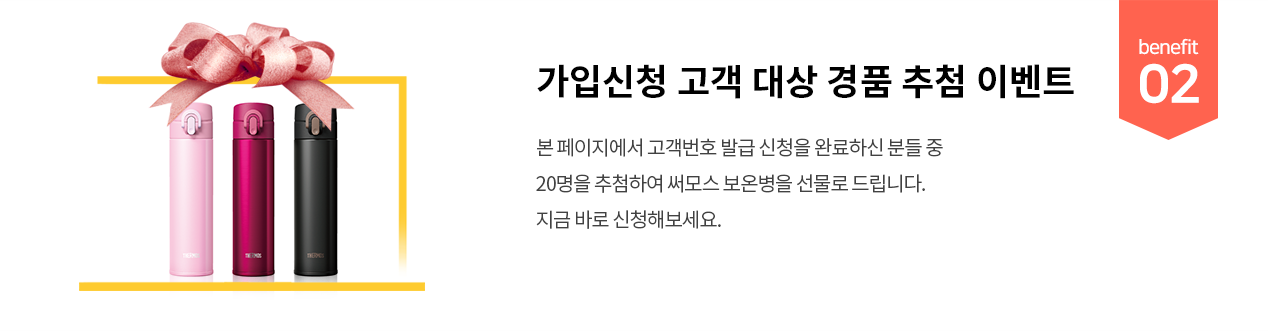 benefit
02
가입신청 고객 대상 경품 추첨 이벤트
본 페이지에서 고객번호 발급 신청을 완료하신 분들 중
20명을 추첨하여 써모스 보온병을 선물로 드립니다.
지금 바로 신청해보세요.
THERMOS THERMOS THERMOS